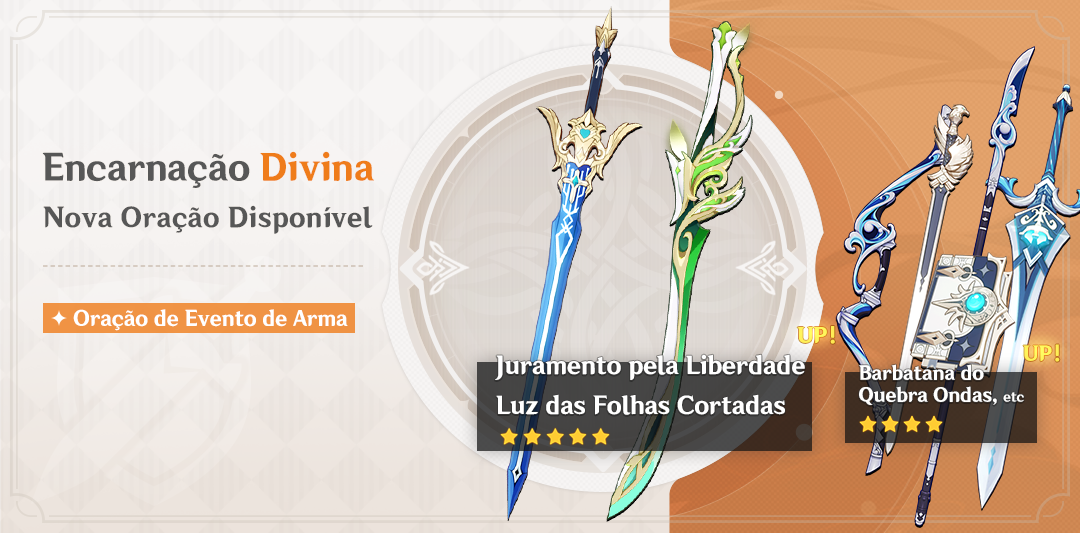 Encarnação Divina
Nova Oração Disponível
✦ Oração de Evento de Arma
Juramento pela Liberdade
Luz das Folhas Cortadas
UP!
Barbatana do
Quebra Ondas, etc
UP!